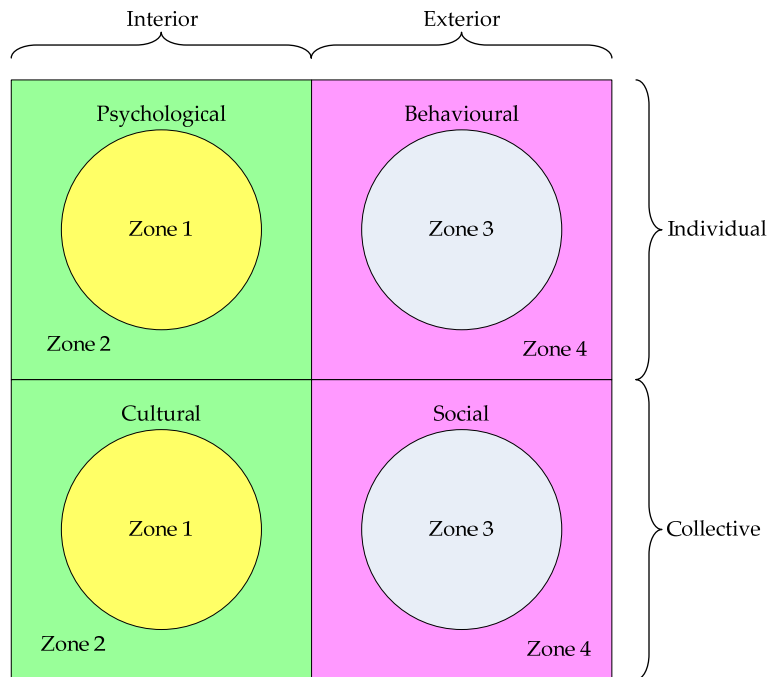 Interior
Exterior
Psychological
Behavioural
Zone 1
Zone 3
Individual
Zone 2
Zone 4
Cultural
Social
Zone 1
Zone 3
Collective
Zone 2
Zone 4